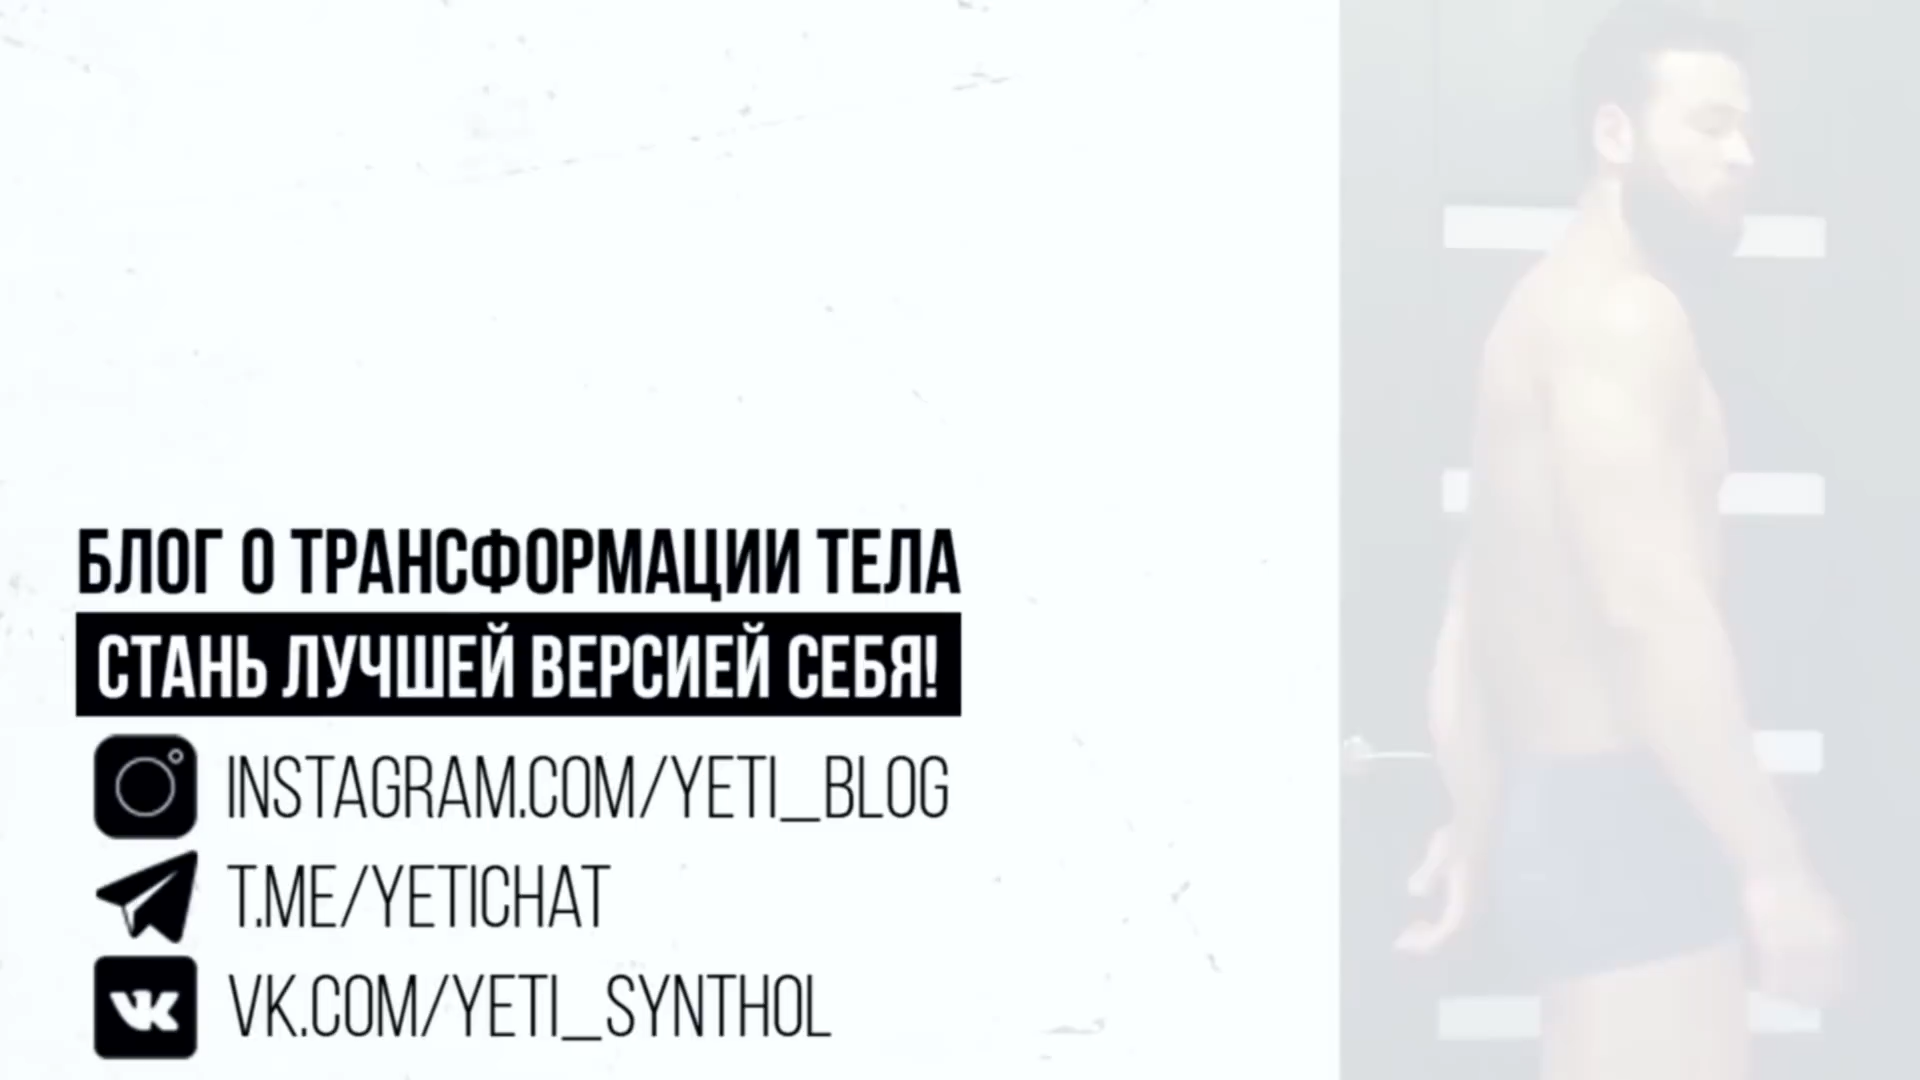 БЛОГ О ТРАНСФОРМАЦИИ ТЕЛА
СТАНЬ ЛУЧШЕЙ ВЕРСИЕЙ СЕБЯ!
INSTAGRAM.COM/YETI_BLOG
T.ME/YETICHAT
VK.COM/YETI_SYNTHOL